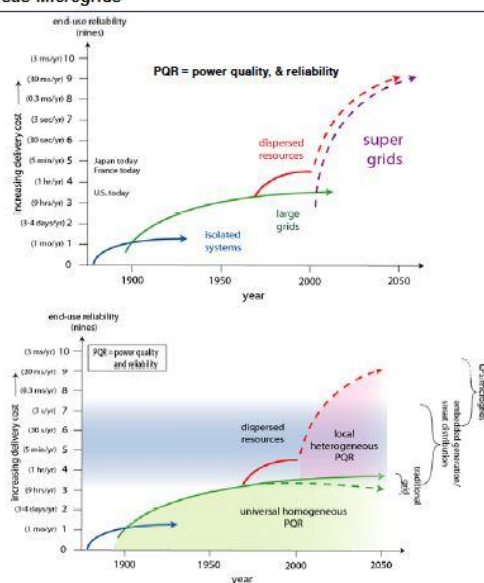 end-use reliability
(nines)
(3 ms/yr) 10
(30 ms/yr) 9
(0.3 ms/yr) 8
(3 sec/yr) 7
(30 sec/yr) 6
(5 min/yr) 5
(1 hr/yr) 4
(9 hrs/yr) 3
(3-4 days/yr) 2
(1 mo/yr) 1
0
increasing delivery cost
PQR = power quality, & reliability
Japan today
France today
U.S. today
dispersed
resources
super
grids
large
grids
isolated
systems
1900
1950
2000
2050
year
end-use reliability
(nines)
10
(30 ms/yr) 9
(0.3 ms/yr) 8
(3 s/yr) 7
(30 s/yr) 6
(5 min/yr) 5
(1 hr/yr) 4
(9 hrs/yr) 3
(3-4 days/yr) 2
(1 mo/yr) 1
0
increasing delivery cost
PQR = power quality
and reliability
dispersed
resources
local
heterogeneous
PQR
universal homogeneous
PQR
traditional
grid
embedded generation/
smart distribution
1900
1950
2000
2050
year